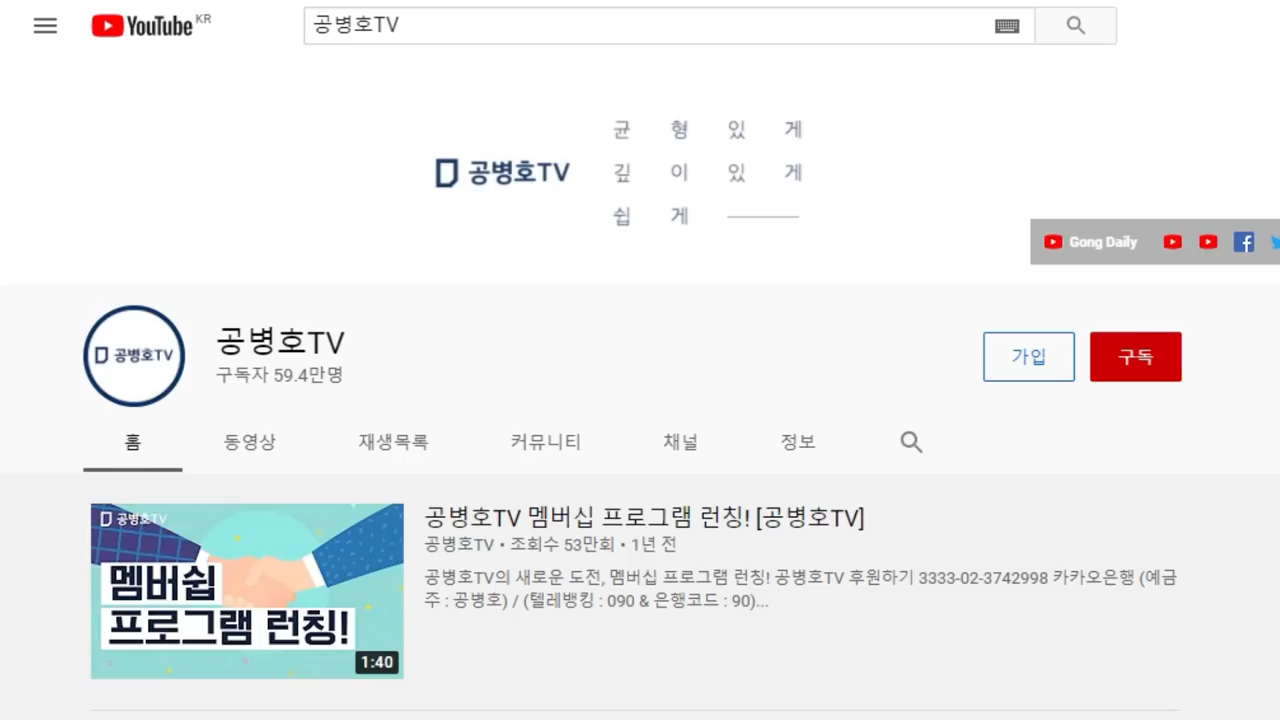 YouTube KR
공병호TV
균 형 있 게
공병호TV
깊 이 있 게
쉽 게
Gong Daily
공병호TV
공병호TV
구독자 59.4만명
가입
구독
홈
동영상
재생목록
커뮤니티
채널
정보
공병호TV
멤버쉽
프로그램 런칭!
1:40
공병호TV 멤버십 프로그램 런칭! [공병호TV]
공병호TV • 조회수 53만회 • 1년 전
공병호TV의 새로운 도전, 멤버십 프로그램 런칭! 공병호TV 후원하기 3333-02-3742998 카카오은행 (예금
주 : 공병호) / (텔레뱅킹 : 090 & 은행코드 : 90)...